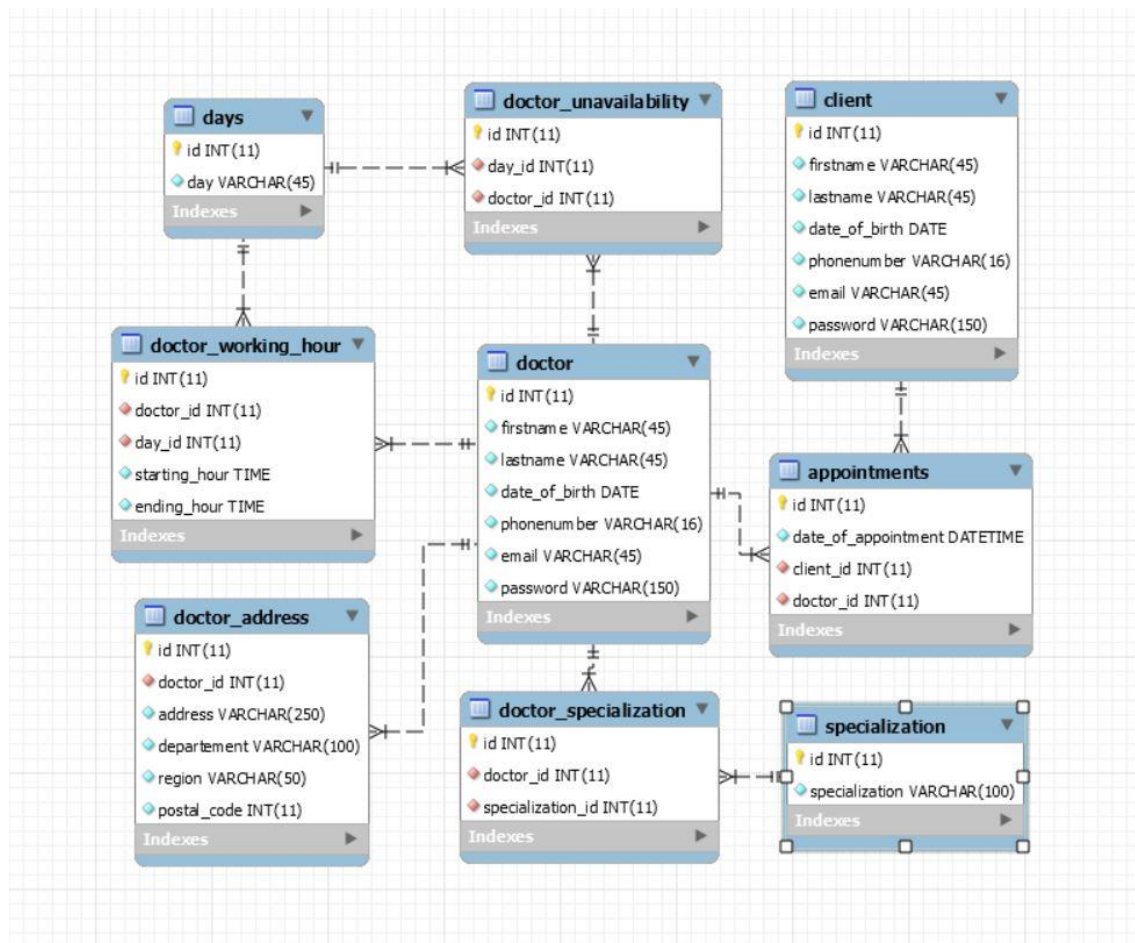 days
id INT(11)
day VARCHAR(45)
Indexes
doctor_unavailability
id INT(11)
day_id INT(11)
doctor_id INT(11)
Indexes
client
id INT(11)
firstname VARCHAR(45)
lastname VARCHAR(45)
date_of_birth DATE
phonenumber VARCHAR(16)
email VARCHAR(45)
password VARCHAR(150)
Indexes
doctor_working_hour
id INT(11)
doctor_id INT(11)
day_id INT(11)
starting_hour TIME
ending_hour TIME
Indexes
doctor
id INT(11)
firstname VARCHAR(45)
lastname VARCHAR(45)
date_of_birth DATE
phonenumber VARCHAR(16)
email VARCHAR(45)
password VARCHAR(150)
Indexes
appointments
id INT(11)
date_of_appointment DATETIME
client_id INT(11)
doctor_id INT(11)
Indexes
doctor_address
id INT(11)
doctor_id INT(11)
address VARCHAR(250)
departement VARCHAR(100)
region VARCHAR(50)
postal_code INT(11)
Indexes
doctor_specialization
id INT(11)
doctor_id INT(11)
specialization_id INT(11)
Indexes
specialization
id INT(11)
specialization VARCHAR(100)
Indexes